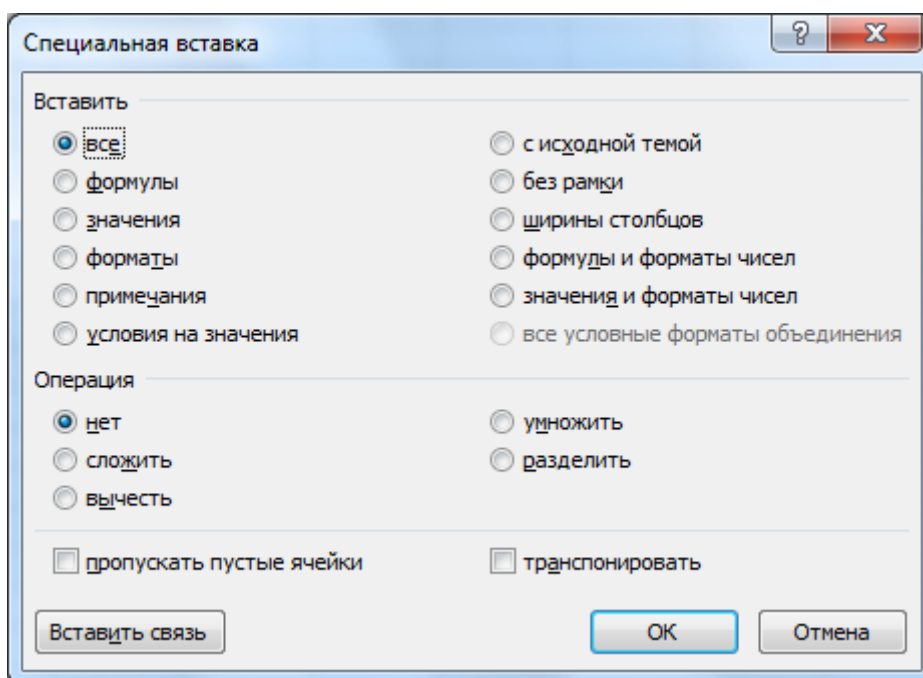 Специальная вставка
Вставить
все
с исходной темой
формулы
без рамки
значения
ширины столбцов
форматы
формулы и форматы чисел
примечания
значения и форматы чисел
условия на значения
все условные форматы объединения
Операция
нет
умножить
сложить
разделить
вычесть
пропускать пустые ячейки
транспонировать
Вставить связь
ОК
Отмена